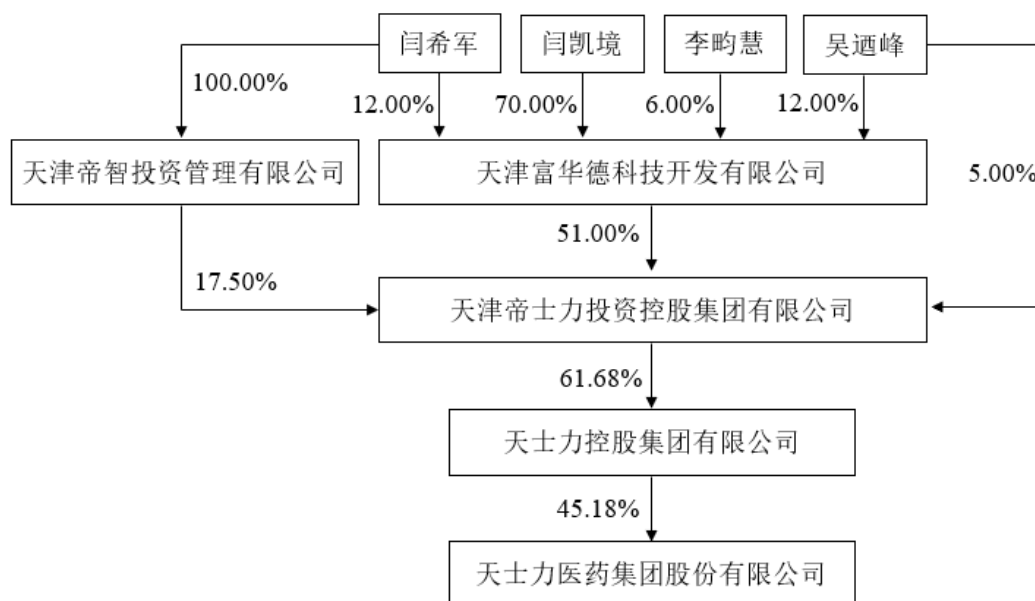 闫希军
闫凯境
李畇慧
吴迺峰
100.00%
12.00%
70.00%
6.00%
12.00%
天津帝智投资管理有限公司
天津富华德科技开发有限公司
5.00%
51.00%
17.50%
天津帝士力投资控股集团有限公司
61.68%
天士力控股集团有限公司
45.18%
天士力医药集团股份有限公司